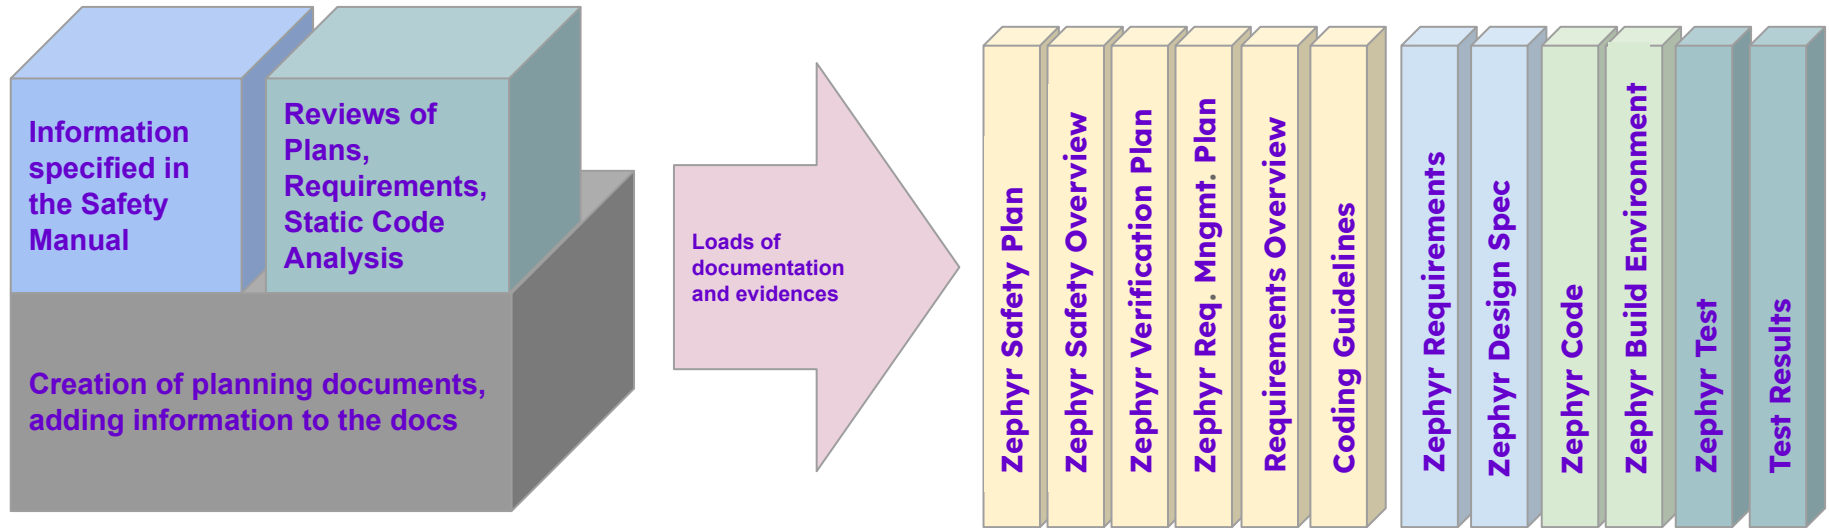 Information
specified in
the Safety
Manual
Reviews of
Plans,
Requirements,
Static Code
Analysis
Creation of planning documents,
adding information to the docs
Loads of
documentation
and evidences
Zephyr Safety Plan
Zephyr Safety Overview
Zephyr Verification Plan
Zephyr Req. Mngmt. Plan
Requirements Overview
Coding Guidelines
Zephyr Requirements
Zephyr Design Spec
Zephyr Code
Zephyr Build Environment
Zephyr Test
Test Results